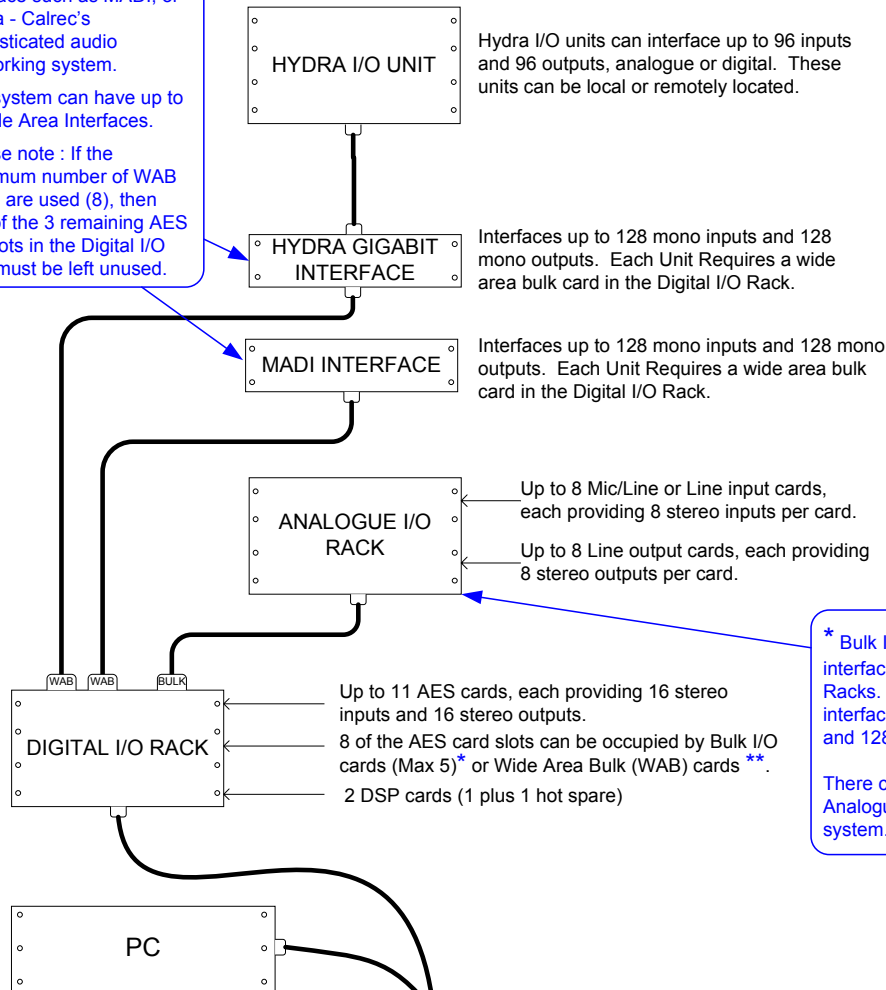 - Calrec's
audio
system.
system can have up to
Area Interfaces.
note : If the
number of WAB
are used (8), then
of the 3 remaining AES
in the Digital I/O
must be left unused.
HYDRA I/O UNIT
Hydra I/O units can interface up to 96 inputs
and 96 outputs, analogue or digital. These
units can be local or remotely located.
HYDRA GIGABIT
INTERFACE
Interfaces up to 128 mono inputs and 128
mono outputs. Each Unit Requires a wide
area bulk card in the Digital I/O Rack.
MADI INTERFACE
Interfaces up to 128 mono inputs and 128 mono
outputs. Each Unit Requires a wide area bulk
card in the Digital I/O Rack.
ANALOGUE I/O
RACK
Up to 8 Mic/Line or Line input cards,
each providing 8 stereo inputs per card.
Up to 8 Line output cards, each providing
8 stereo outputs per card.
* Bulk
interfac
Racks.
interfac
and 128
There
Analogu
system.
WAB
WAB
BULK
DIGITAL I/O RACK
Up to 11 AES cards, each providing 16 stereo
inputs and 16 stereo outputs.
8 of the AES card slots can be occupied by Bulk I/O
cards (Max 5)* or Wide Area Bulk (WAB) cards **.
2 DSP cards (1 plus 1 hot spare)
PC